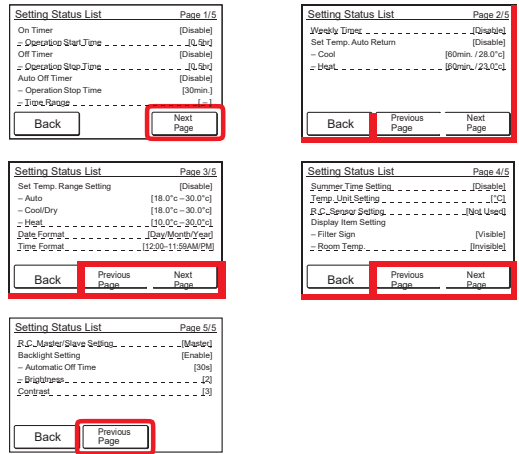 Setting Status List Page 1/5
On Timer [Disable]
– Operation Start Time [0.5hr]
Off Timer [Disable]
– Operation Stop Time [0.5hr]
Auto Off Timer [Disable]
– Operation Stop Time [30min.]
– Time Range [ – ]
Back Next Page
Setting Status List Page 2/5
Weekly Timer [Disable]
Set Temp. Auto Return [Disable]
– Cool [60min. / 28.0°c]
– Heat [60min. / 23.0°c]
Back Previous Page Next Page
Setting Status List Page 3/5
Set Temp. Range Setting [Disable]
– Auto [18.0°c – 30.0°c]
– Cool/Dry [18.0°c – 30.0°c]
– Heat [10.0°c – 30.0°c]
Date Format [Day/Month/Year]
Time Format [12:00–11:59AM/PM]
Back Previous Page Next Page
Setting Status List Page 4/5
Summer Time Setting [Disable]
Temp. Unit Setting [°C]
R.C. Sensor Setting [Not Used]
Display Item Setting
– Filter Sign [Visible]
– Room Temp. [Invisible]
Back Previous Page Next Page
Setting Status List Page 5/5
R.C. Master/Slave Setting [Master]
Backlight Setting [Enable]
– Automatic Off Time [30s]
– Brightness [2]
Contrast [3]
Back Previous Page